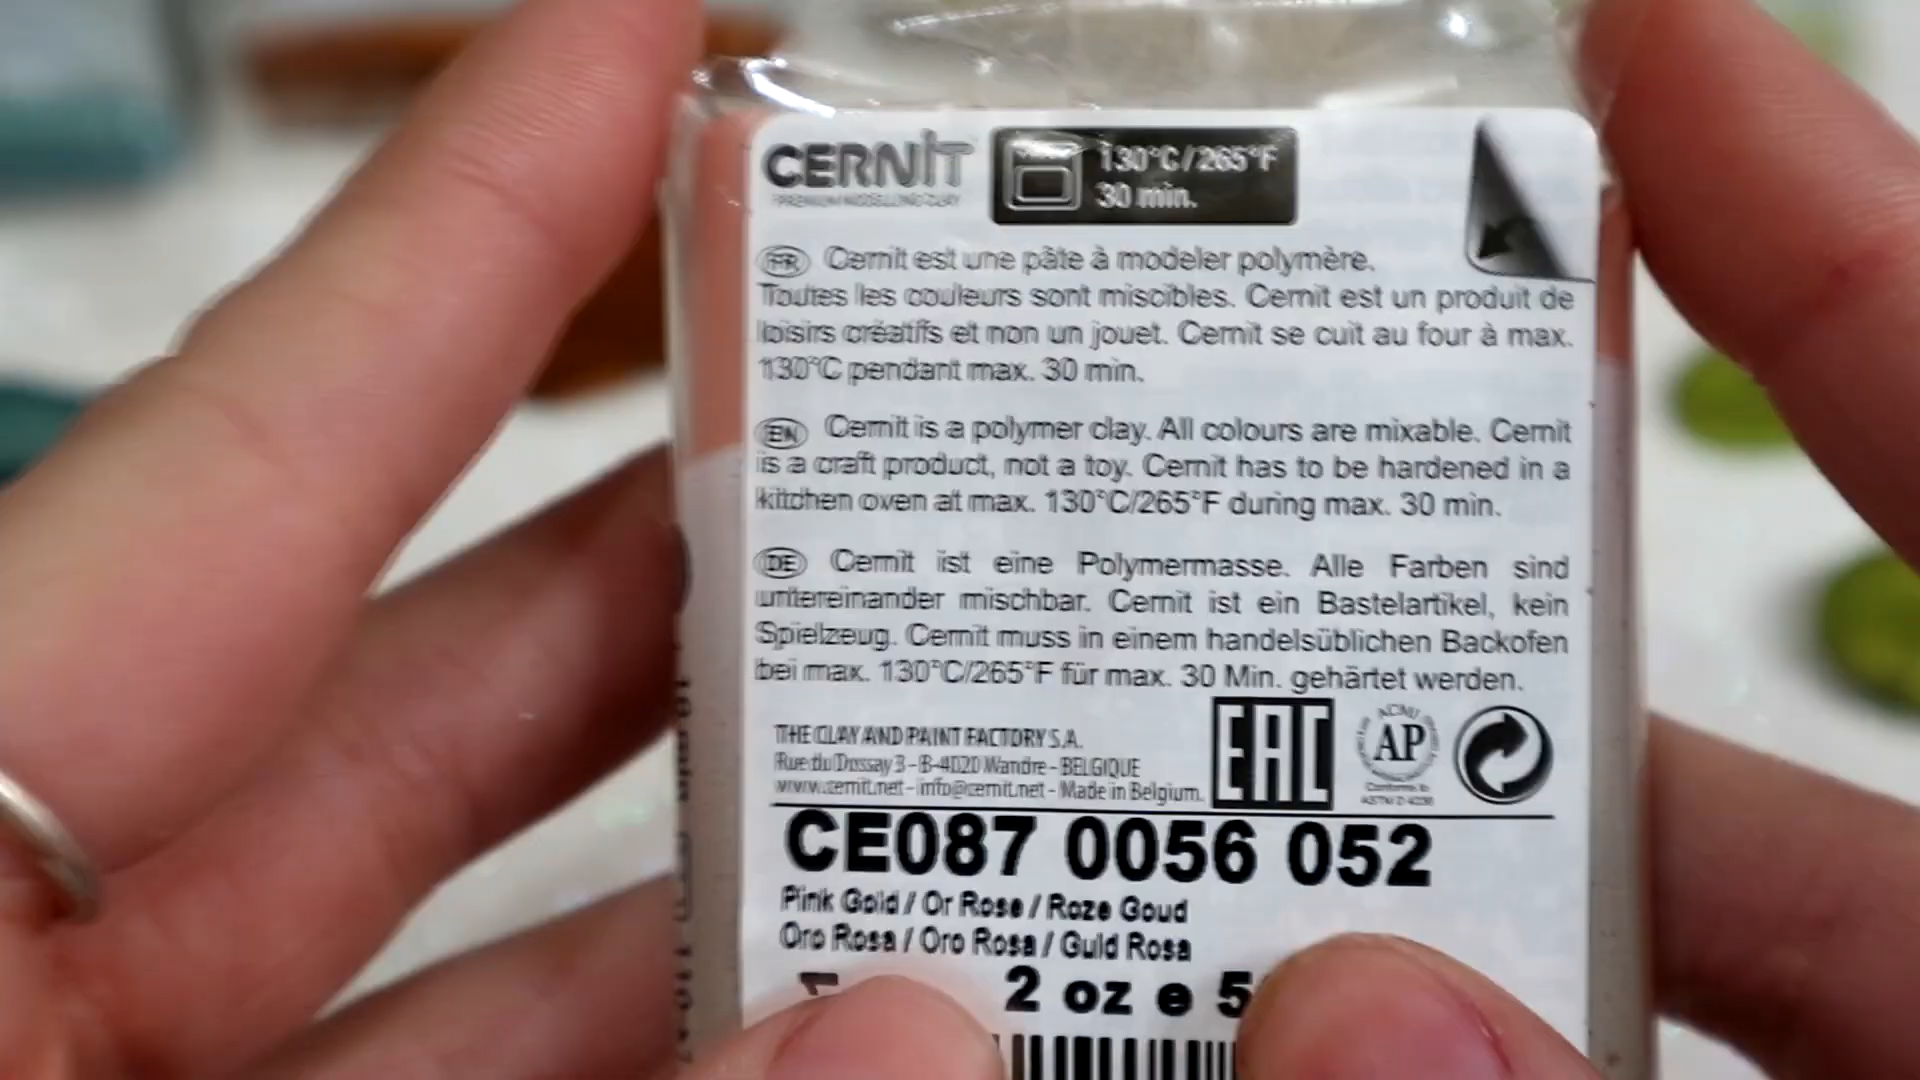 CERNIT
PREMIUM MODELLING CLAY
130°C/265°F
30 min.
FR Cernit est une pâte à modeler polymère.
Toutes les couleurs sont miscibles. Cernit est un produit de
loisirs créatifs et non un jouet. Cernit se cuit au four à max.
130°C pendant max. 30 min.
EN Cernit is a polymer clay. All colours are mixable. Cernit
is a craft product, not a toy. Cernit has to be hardened in a
kitchen oven at max. 130°C/265°F during max. 30 min.
DE Cernit ist eine Polymermasse. Alle Farben sind
untereinander mischbar. Cernit ist ein Bastelartikel, kein
Spielzeug. Cernit muss in einem handelsüblichen Backofen
bei max. 130°C/265°F für max. 30 Min. gehärtet werden.
THE CLAY AND PAINT FACTORY S.A.
Rue du Dossay 3 - B-4020 Wandre - BELGIQUE
www.cernit.net - info@cernit.net - Made in Belgium.
EAC
ACMI
AP
Conforms to
ASTM D 4236
CE087 0056 052
Pink Gold / Or Rose / Roze Goud
Oro Rosa / Oro Rosa / Guld Rosa
2 oz e 5